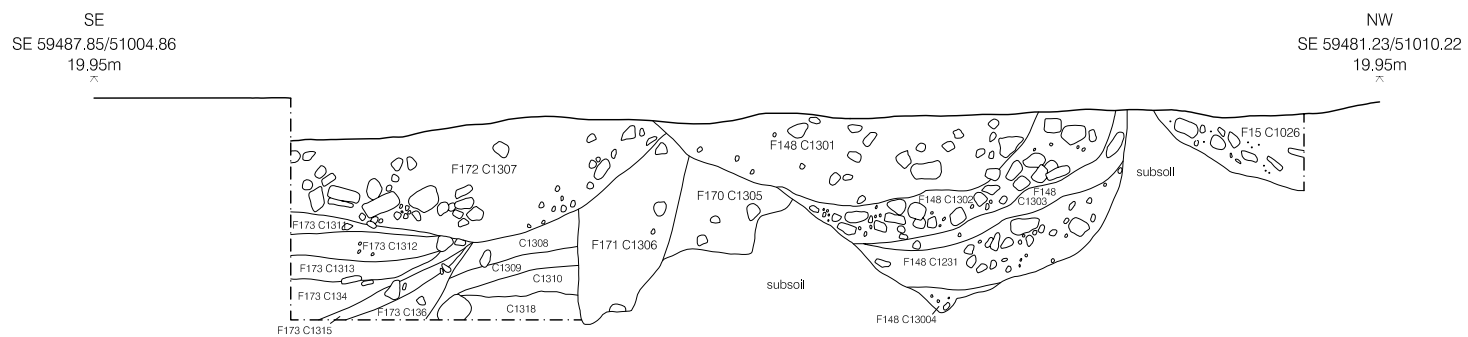 SE
SE 59487.85/51004.86
19.95m
NW
SE 59481.23/51010.22
19.95m
F148 C1301
F15 C1026
F172 C1307
subsoil
F170 C1305
F148
C1303
F148 C1302
F173 C1311
F173 C1312
C1308
F171 C1306
F173 C1313
C1309
F148 C1231
C1310
subsoil
F173 C134
C1318
F173 C136
F148 C13004
F173 C1315